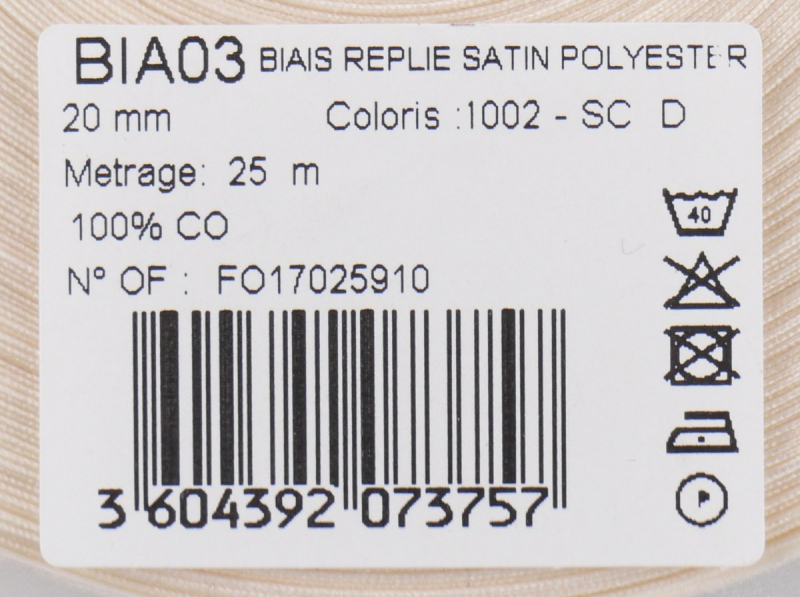 BIA03 BIAIS REPLIE SATIN POLYESTER
20 mm Coloris :1002 - SC D
Metrage: 25 m
40
100% CO
N° OF : FO17025910
P
3 604392 073757